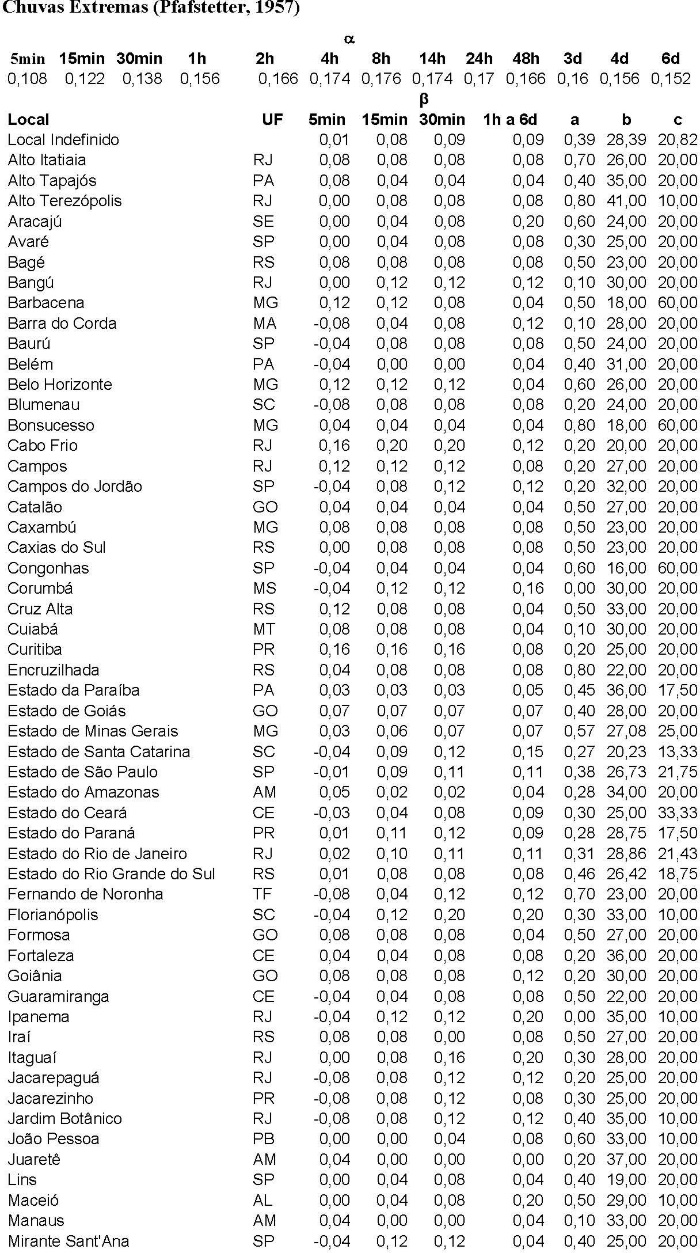 Chuvas Extremas (Pfafstetter, 1957)
α
5min 15min 30min 1h 2h 4h 8h 14h 24h 48h 3d 4d 6d
0,108 0,122 0,138 0,156 0,166 0,174 0,176 0,174 0,17 0,166 0,16 0,156 0,152
β
Local UF 5min 15min 30min 1h a 6d a b c
Local Indefinido 0,01 0,08 0,09 0,09 0,39 28,39 20,82
Alto Itatiaia RJ 0,08 0,08 0,08 0,08 0,70 26,00 20,00
Alto Tapajós PA 0,08 0,04 0,04 0,04 0,40 35,00 20,00
Alto Terezópolis RJ 0,00 0,08 0,08 0,08 0,80 41,00 10,00
Aracajú SE 0,00 0,04 0,08 0,20 0,60 24,00 20,00
Avaré SP 0,00 0,04 0,08 0,08 0,30 25,00 20,00
Bagé RS 0,08 0,08 0,08 0,08 0,50 23,00 20,00
Bangú RJ 0,00 0,12 0,12 0,12 0,10 30,00 20,00
Barbacena MG 0,12 0,12 0,08 0,04 0,50 18,00 60,00
Barra do Corda MA -0,08 0,04 0,08 0,12 0,10 28,00 20,00
Baurú SP -0,04 0,08 0,08 0,08 0,50 24,00 20,00
Belém PA -0,04 0,00 0,00 0,04 0,40 31,00 20,00
Belo Horizonte MG 0,12 0,12 0,12 0,04 0,60 26,00 20,00
Blumenau SC -0,08 0,08 0,08 0,08 0,20 24,00 20,00
Bonsucesso MG 0,04 0,04 0,04 0,04 0,80 18,00 60,00
Cabo Frio RJ 0,16 0,20 0,20 0,12 0,20 20,00 20,00
Campos RJ 0,12 0,12 0,12 0,08 0,20 27,00 20,00
Campos do Jordão SP -0,04 0,08 0,12 0,12 0,20 32,00 20,00
Catalão GO 0,04 0,04 0,04 0,04 0,50 27,00 20,00
Caxambú MG 0,08 0,08 0,08 0,08 0,50 23,00 20,00
Caxias do Sul RS 0,00 0,08 0,08 0,08 0,50 23,00 20,00
Congonhas SP -0,04 0,04 0,04 0,04 0,60 16,00 60,00
Corumbá MS -0,04 0,12 0,12 0,16 0,00 30,00 20,00
Cruz Alta RS 0,12 0,08 0,08 0,04 0,50 33,00 20,00
Cuiabá MT 0,08 0,08 0,08 0,04 0,10 30,00 20,00
Curitiba PR 0,16 0,16 0,16 0,08 0,20 25,00 20,00
Encruzilhada RS 0,04 0,08 0,08 0,08 0,80 22,00 20,00
Estado da Paraíba PA 0,03 0,03 0,03 0,05 0,45 36,00 17,50
Estado de Goiás GO 0,07 0,07 0,07 0,07 0,40 28,00 20,00
Estado de Minas Gerais MG 0,03 0,06 0,07 0,07 0,57 27,08 25,00
Estado de Santa Catarina SC -0,04 0,09 0,12 0,15 0,27 20,23 13,33
Estado de São Paulo SP -0,01 0,09 0,11 0,11 0,38 26,73 21,75
Estado do Amazonas AM 0,05 0,02 0,02 0,04 0,28 34,00 20,00
Estado do Ceará CE -0,03 0,04 0,08 0,09 0,30 25,00 33,33
Estado do Paraná PR 0,01 0,11 0,12 0,09 0,28 28,75 17,50
Estado do Rio de Janeiro RJ 0,02 0,10 0,11 0,11 0,31 28,86 21,43
Estado do Rio Grande do Sul RS 0,01 0,08 0,08 0,08 0,46 26,42 18,75
Fernando de Noronha TF -0,08 0,04 0,12 0,12 0,70 23,00 20,00
Florianópolis SC -0,04 0,12 0,20 0,20 0,30 33,00 10,00
Formosa GO 0,08 0,08 0,08 0,04 0,50 27,00 20,00
Fortaleza CE 0,04 0,04 0,08 0,08 0,20 36,00 20,00
Goiânia GO 0,08 0,08 0,08 0,12 0,20 30,00 20,00
Guaramiranga CE -0,04 0,04 0,08 0,08 0,50 22,00 20,00
Ipanema RJ -0,04 0,12 0,12 0,20 0,00 35,00 10,00
Iraí RS 0,08 0,08 0,00 0,08 0,50 27,00 20,00
Itaguaí RJ 0,00 0,08 0,16 0,20 0,30 28,00 20,00
Jacarepaguá RJ -0,08 0,08 0,12 0,12 0,20 25,00 20,00
Jacarezinho PR -0,08 0,08 0,12 0,08 0,30 25,00 20,00
Jardim Botânico RJ -0,08 0,08 0,12 0,12 0,40 35,00 10,00
João Pessoa PB 0,00 0,00 0,04 0,08 0,60 33,00 10,00
Juaretê AM 0,04 0,00 0,00 0,00 0,20 37,00 20,00
Lins SP 0,00 0,04 0,08 0,04 0,40 19,00 20,00
Maceió AL 0,00 0,04 0,08 0,20 0,50 29,00 10,00
Manaus AM 0,04 0,00 0,00 0,04 0,10 33,00 20,00
Mirante Sant'Ana SP -0,04 0,12 0,12 0,04 0,40 25,00 20,00